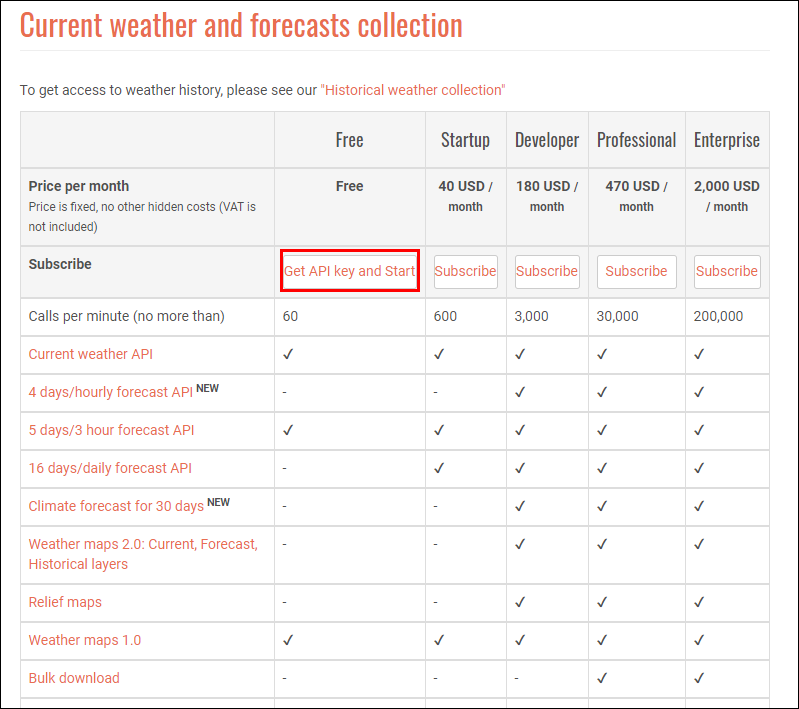 Current weather and forecasts collection
To get access to weather history, please see our "Historical weather collection"
Free Startup Developer Professional Enterprise
Price per month Free 40 USD / 180 USD / 470 USD / 2,000 USD
Price is fixed, no other hidden costs (VAT is month month month / month
not included)
Subscribe Get API key and Start Subscribe Subscribe Subscribe Subscribe
Calls per minute (no more than) 60 600 3,000 30,000 200,000
Current weather API ✓ ✓ ✓ ✓ ✓
4 days/hourly forecast API NEW - - ✓ ✓ ✓
5 days/3 hour forecast API ✓ ✓ ✓ ✓ ✓
16 days/daily forecast API - ✓ ✓ ✓ ✓
Climate forecast for 30 days NEW - - ✓ ✓ ✓
Weather maps 2.0: Current, Forecast, - - ✓ ✓ ✓
Historical layers
Relief maps - - ✓ ✓ ✓
Weather maps 1.0 ✓ ✓ ✓ ✓ ✓
Bulk download - - - ✓ ✓